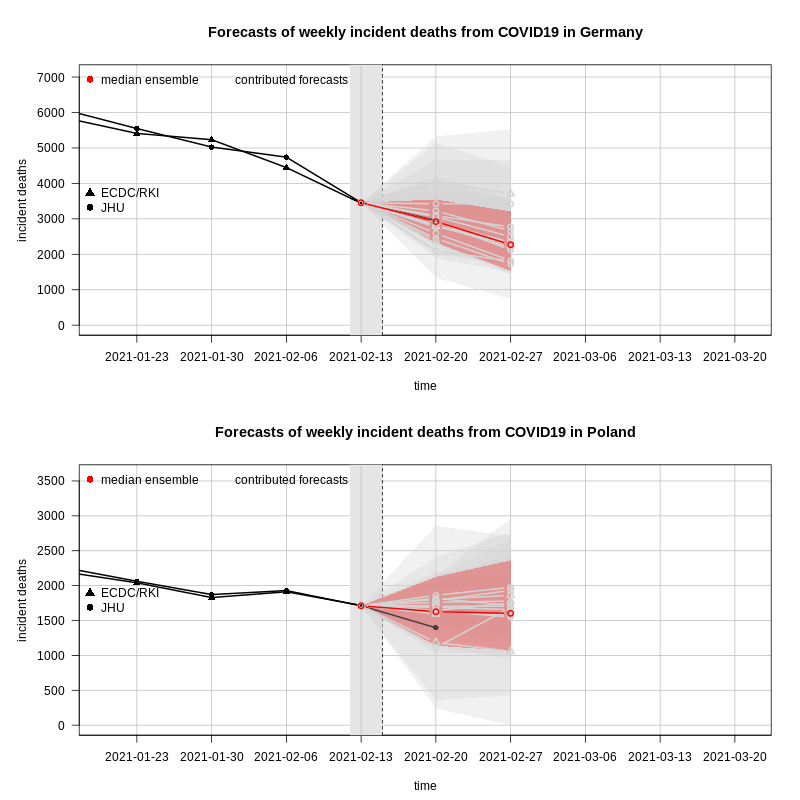 Forecasts of weekly incident deaths from COVID19 in Germany
median ensemble contributed forecasts
7000
6000
5000
4000
3000
2000
1000
0
incident deaths
ECDC/RKI
JHU
2021-01-23 2021-01-30 2021-02-06 2021-02-13 2021-02-20 2021-02-27 2021-03-06 2021-03-13 2021-03-20
time
Forecasts of weekly incident deaths from COVID19 in Poland
median ensemble contributed forecasts
3500
3000
2500
2000
1500
1000
500
0
incident deaths
ECDC/RKI
JHU
2021-01-23 2021-01-30 2021-02-06 2021-02-13 2021-02-20 2021-02-27 2021-03-06 2021-03-13 2021-03-20
time